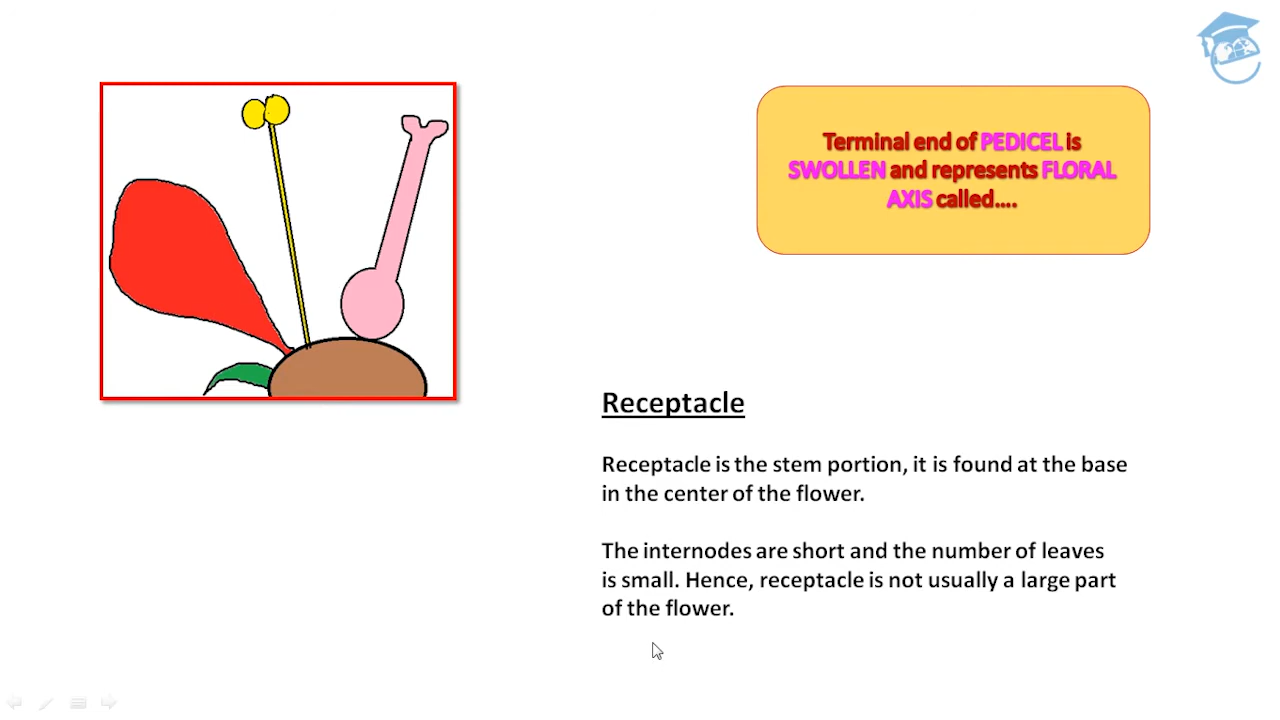 Terminal end of PEDICEL is
SWOLLEN and represents FLORAL
AXIS called....
Receptacle
Receptacle is the stem portion, it is found at the base
in the center of the flower.
The internodes are short and the number of leaves
is small. Hence, receptacle is not usually a large part
of the flower.